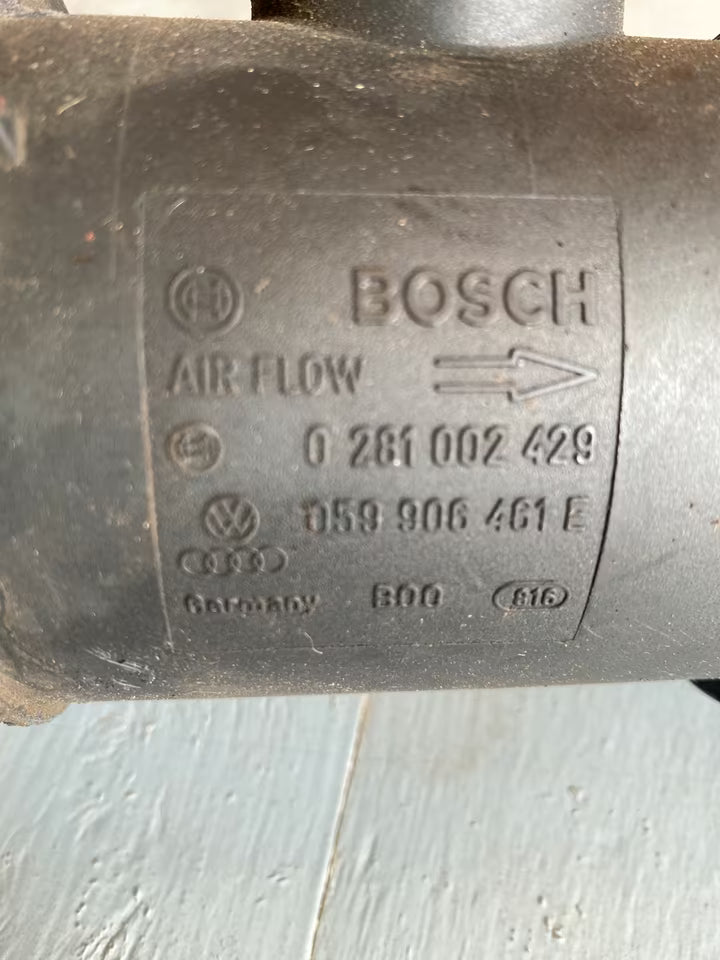 BOSCH
AIR FLOW
0 281 002 429
059 906 461 E
Germany B00 816